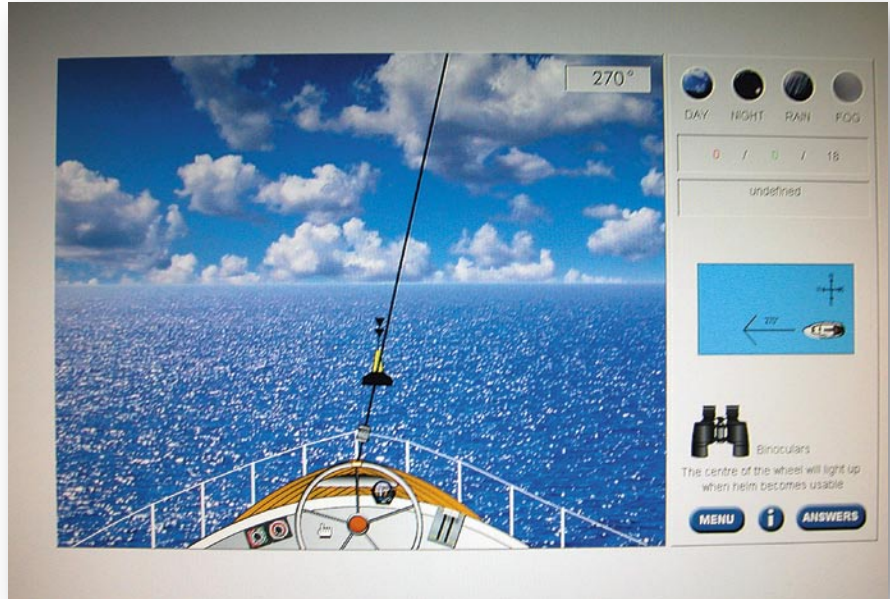 270°
DAY NIGHT RAIN FOG
0 / 0 / 18
undefined
270°
Binoculars
The centre of the wheel will light up
when helm becomes usable
MENU i ANSWERS